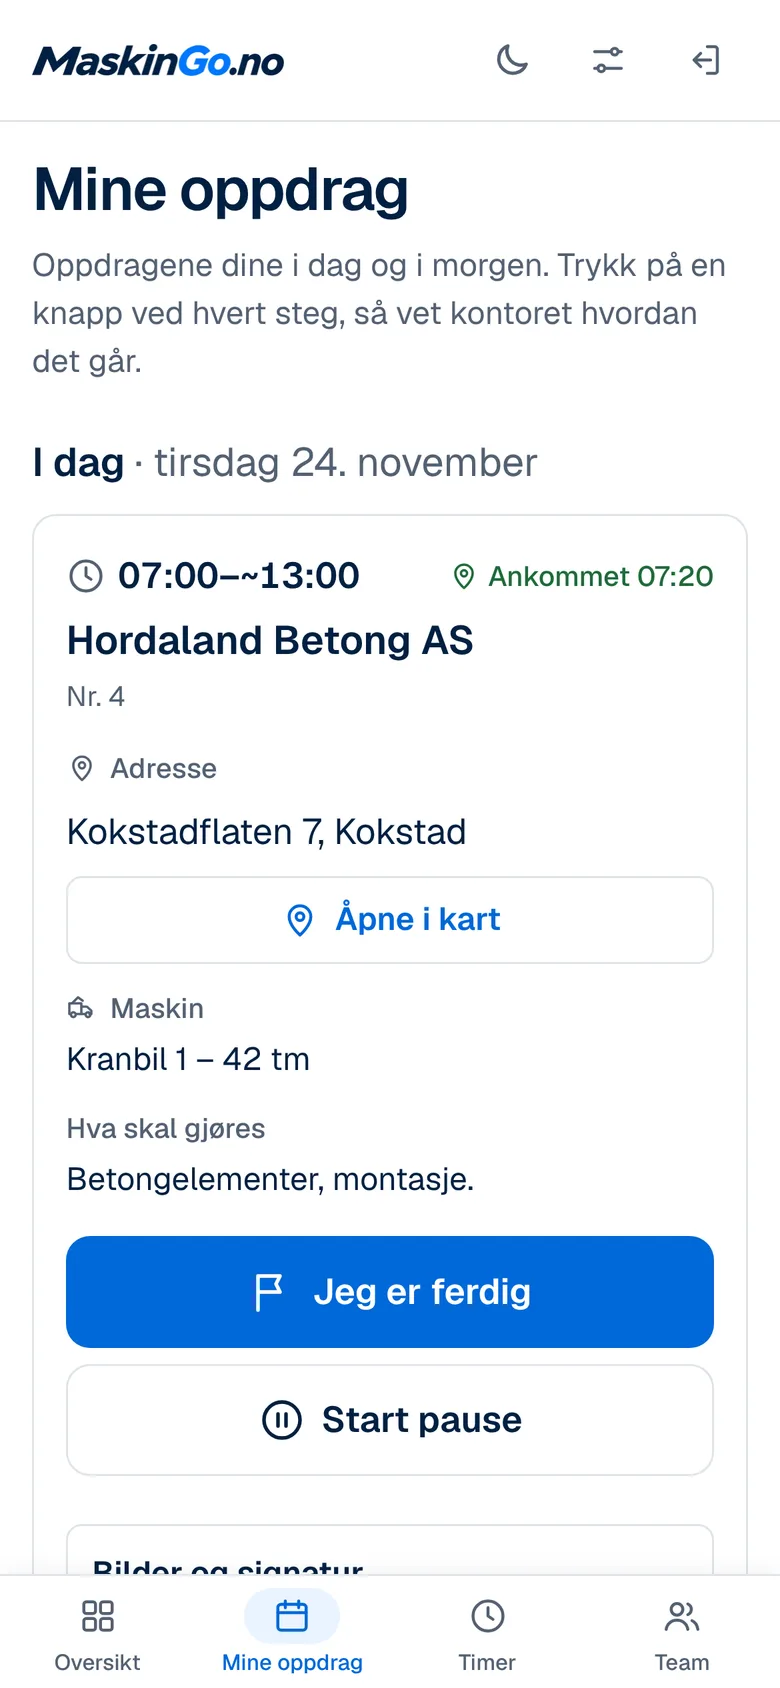 MaskinGo.no
Mine oppdrag
Oppdragene dine i dag og i morgen. Trykk på en
knapp ved hvert steg, så vet kontoret hvordan
det går.
I dag · tirsdag 24. november
07:00–~13:00
Ankommet 07:20
Hordaland Betong AS
Nr. 4
Adresse
Kokstadflaten 7, Kokstad
Åpne i kart
Maskin
Kranbil 1 – 42 tm
Hva skal gjøres
Betongelementer, montasje.
Jeg er ferdig
Start pause
Bilder og signatur
Oversikt
Mine oppdrag
Timer
Team